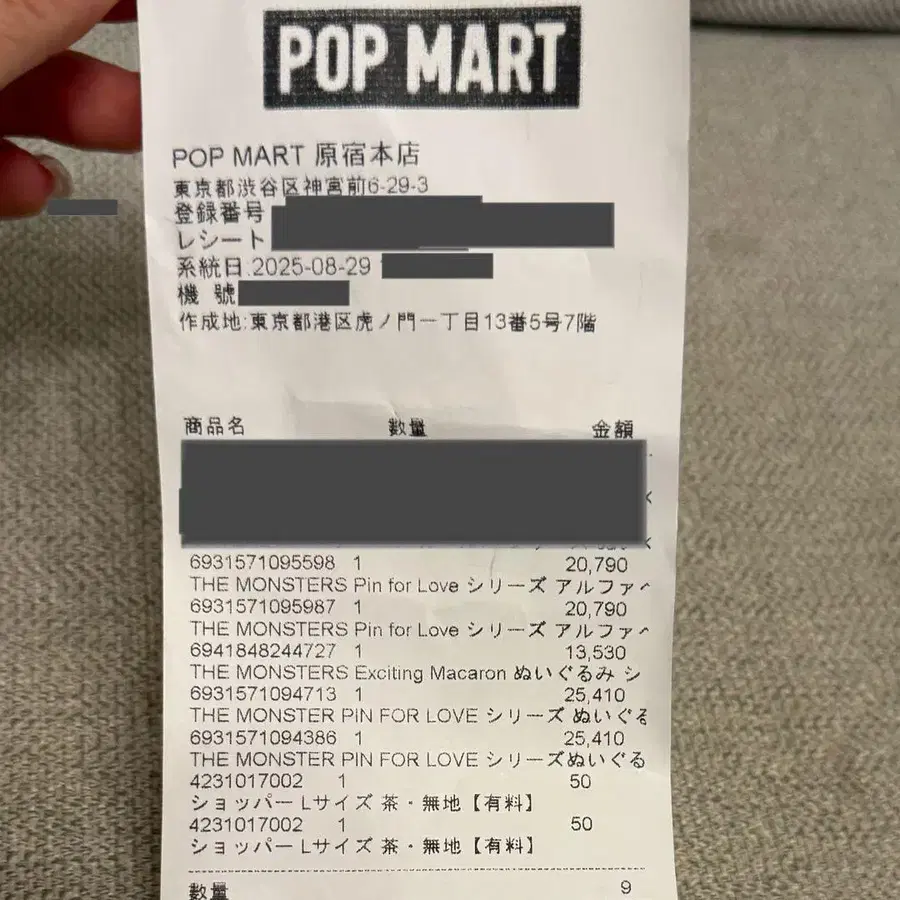 POP MART
POP MART 原宿本店
東京都渋谷区神宮前6-29-3
登録番号
レシート
系統日:2025-08-29
機 號
作成地:東京都港区虎ノ門一丁目13番5号7階
商品名 数量 金額
6931571095598 1 20,790
THE MONSTERS Pin for Love シリーズ アルファベ
6931571095987 1 20,790
THE MONSTERS Pin for Love シリーズ アルファベ
6941848244727 1 13,530
THE MONSTERS Exciting Macaron ぬいぐるみ シ
6931571094713 1 25,410
THE MONSTER PIN FOR LOVE シリーズ ぬいぐる
6931571094386 1 25,410
THE MONSTER PIN FOR LOVE シリーズぬいぐる
4231017002 1 50
ショッパー Lサイズ 茶・無地【有料】
4231017002 1 50
ショッパー Lサイズ 茶・無地【有料】
数量 9